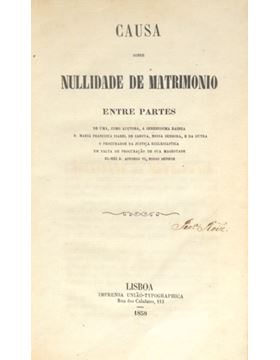 CAUSA
SOBRE
NULLIDADE DE MATRIMONIO
ENTRE PARTES
DE UMA, COMO AUCTORA, A SERENISSIMA RAINHA
D. MARIA FRANCISCA ISABEL DE SABOYA, NOSSA SENHORA, E DA OUTRA
O PROCURADOR DA JUSTIÇA ECCLESIASTICA
EM FALTA DE PROCURAÇÃO DE SUA MAGESTADE
EL-REI D. AFFONSO VI, NOSSO SENHOR
LISBOA
IMPRENSA UNIÃO-TYPOGRAPHICA
Rua dos Calafates, 113
1858